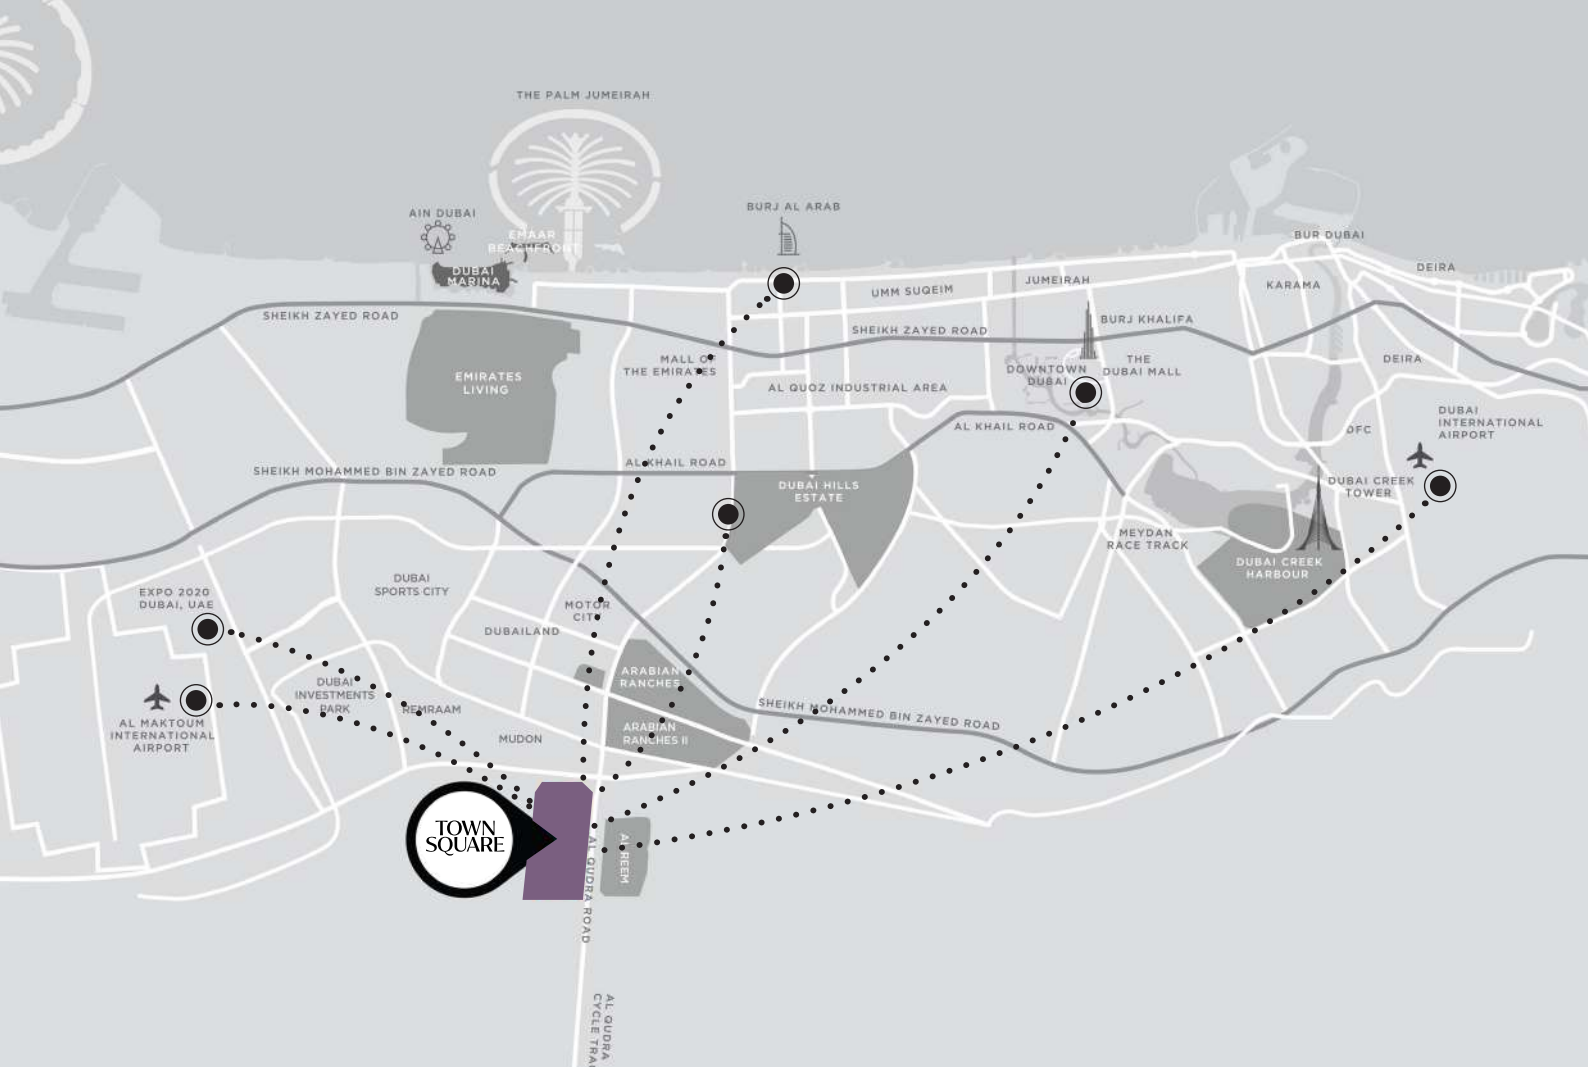 THE PALM JUMEIRAH
AIN DUBAI
EMAAR
BEACHFRONT
DUBAI
MARINA
BURJ AL ARAB
BUR DUBAI
DEIRA
KARAMA
JUMEIRAH
UMM SUQEIM
SHEIKH ZAYED ROAD
SHEIKH ZAYED ROAD
BURJ KHALIFA
MALL OF
THE EMIRATES
EMIRATES
LIVING
AL QUOZ INDUSTRIAL AREA
DOWNTOWN
DUBAI
THE
DUBAI MALL
DEIRA
DUBAI
INTERNATIONAL
AIRPORT
AL KHAIL ROAD
DFC
SHEIKH MOHAMMED BIN ZAYED ROAD
AL KHAIL ROAD
DUBAI HILLS
ESTATE
DUBAI CREEK
TOWER
MEYDAN
RACE TRACK
DUBAI CREEK
HARBOUR
EXPO 2020
DUBAI, UAE
DUBAI
SPORTS CITY
MOTOR
CITY
DUBAILAND
ARABIAN
RANCHES
DUBAI
INVESTMENTS
PARK
REMRAAM
AL MAKTOUM
INTERNATIONAL
AIRPORT
MUDON
ARABIAN
RANCHES II
SHEIKH MOHAMMED BIN ZAYED ROAD
TOWN
SQUARE
AL REEM
AL QUDRA ROAD
AL QUDRA
CYCLE TRA